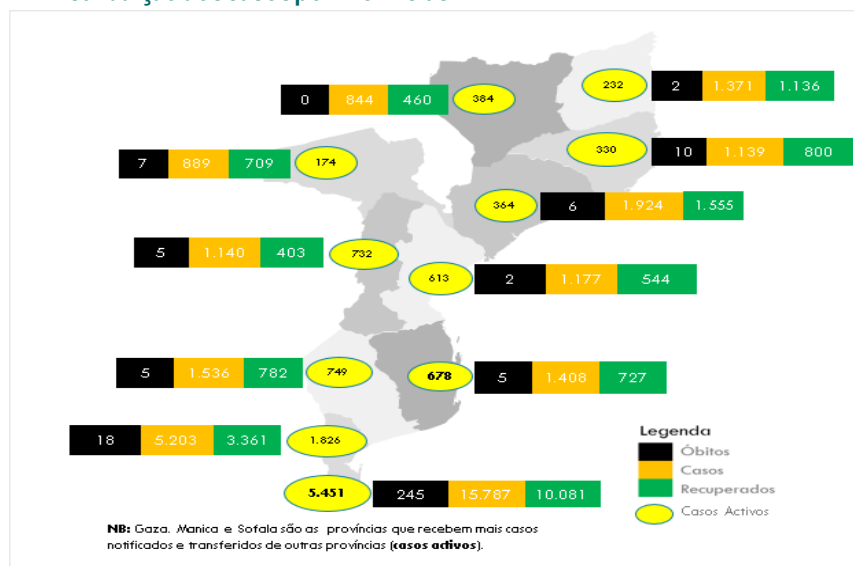 0 844 460 384
232 2 1.371 1.136
330 10 1.139 800
7 889 709 174
364 6 1.924 1.555
5 1.140 403 732
613 2 1.177 544
5 1.536 782 749
678 5 1.408 727
18 5.203 3.361 1.826
5.451 245 15.787 10.081
Legenda
Óbitos
Casos
Recuperados
Casos Activos
NB: Gaza. Manica e Sofala são as províncias que recebem mais casos
notificados e transferidos de outras províncias (casos activos).